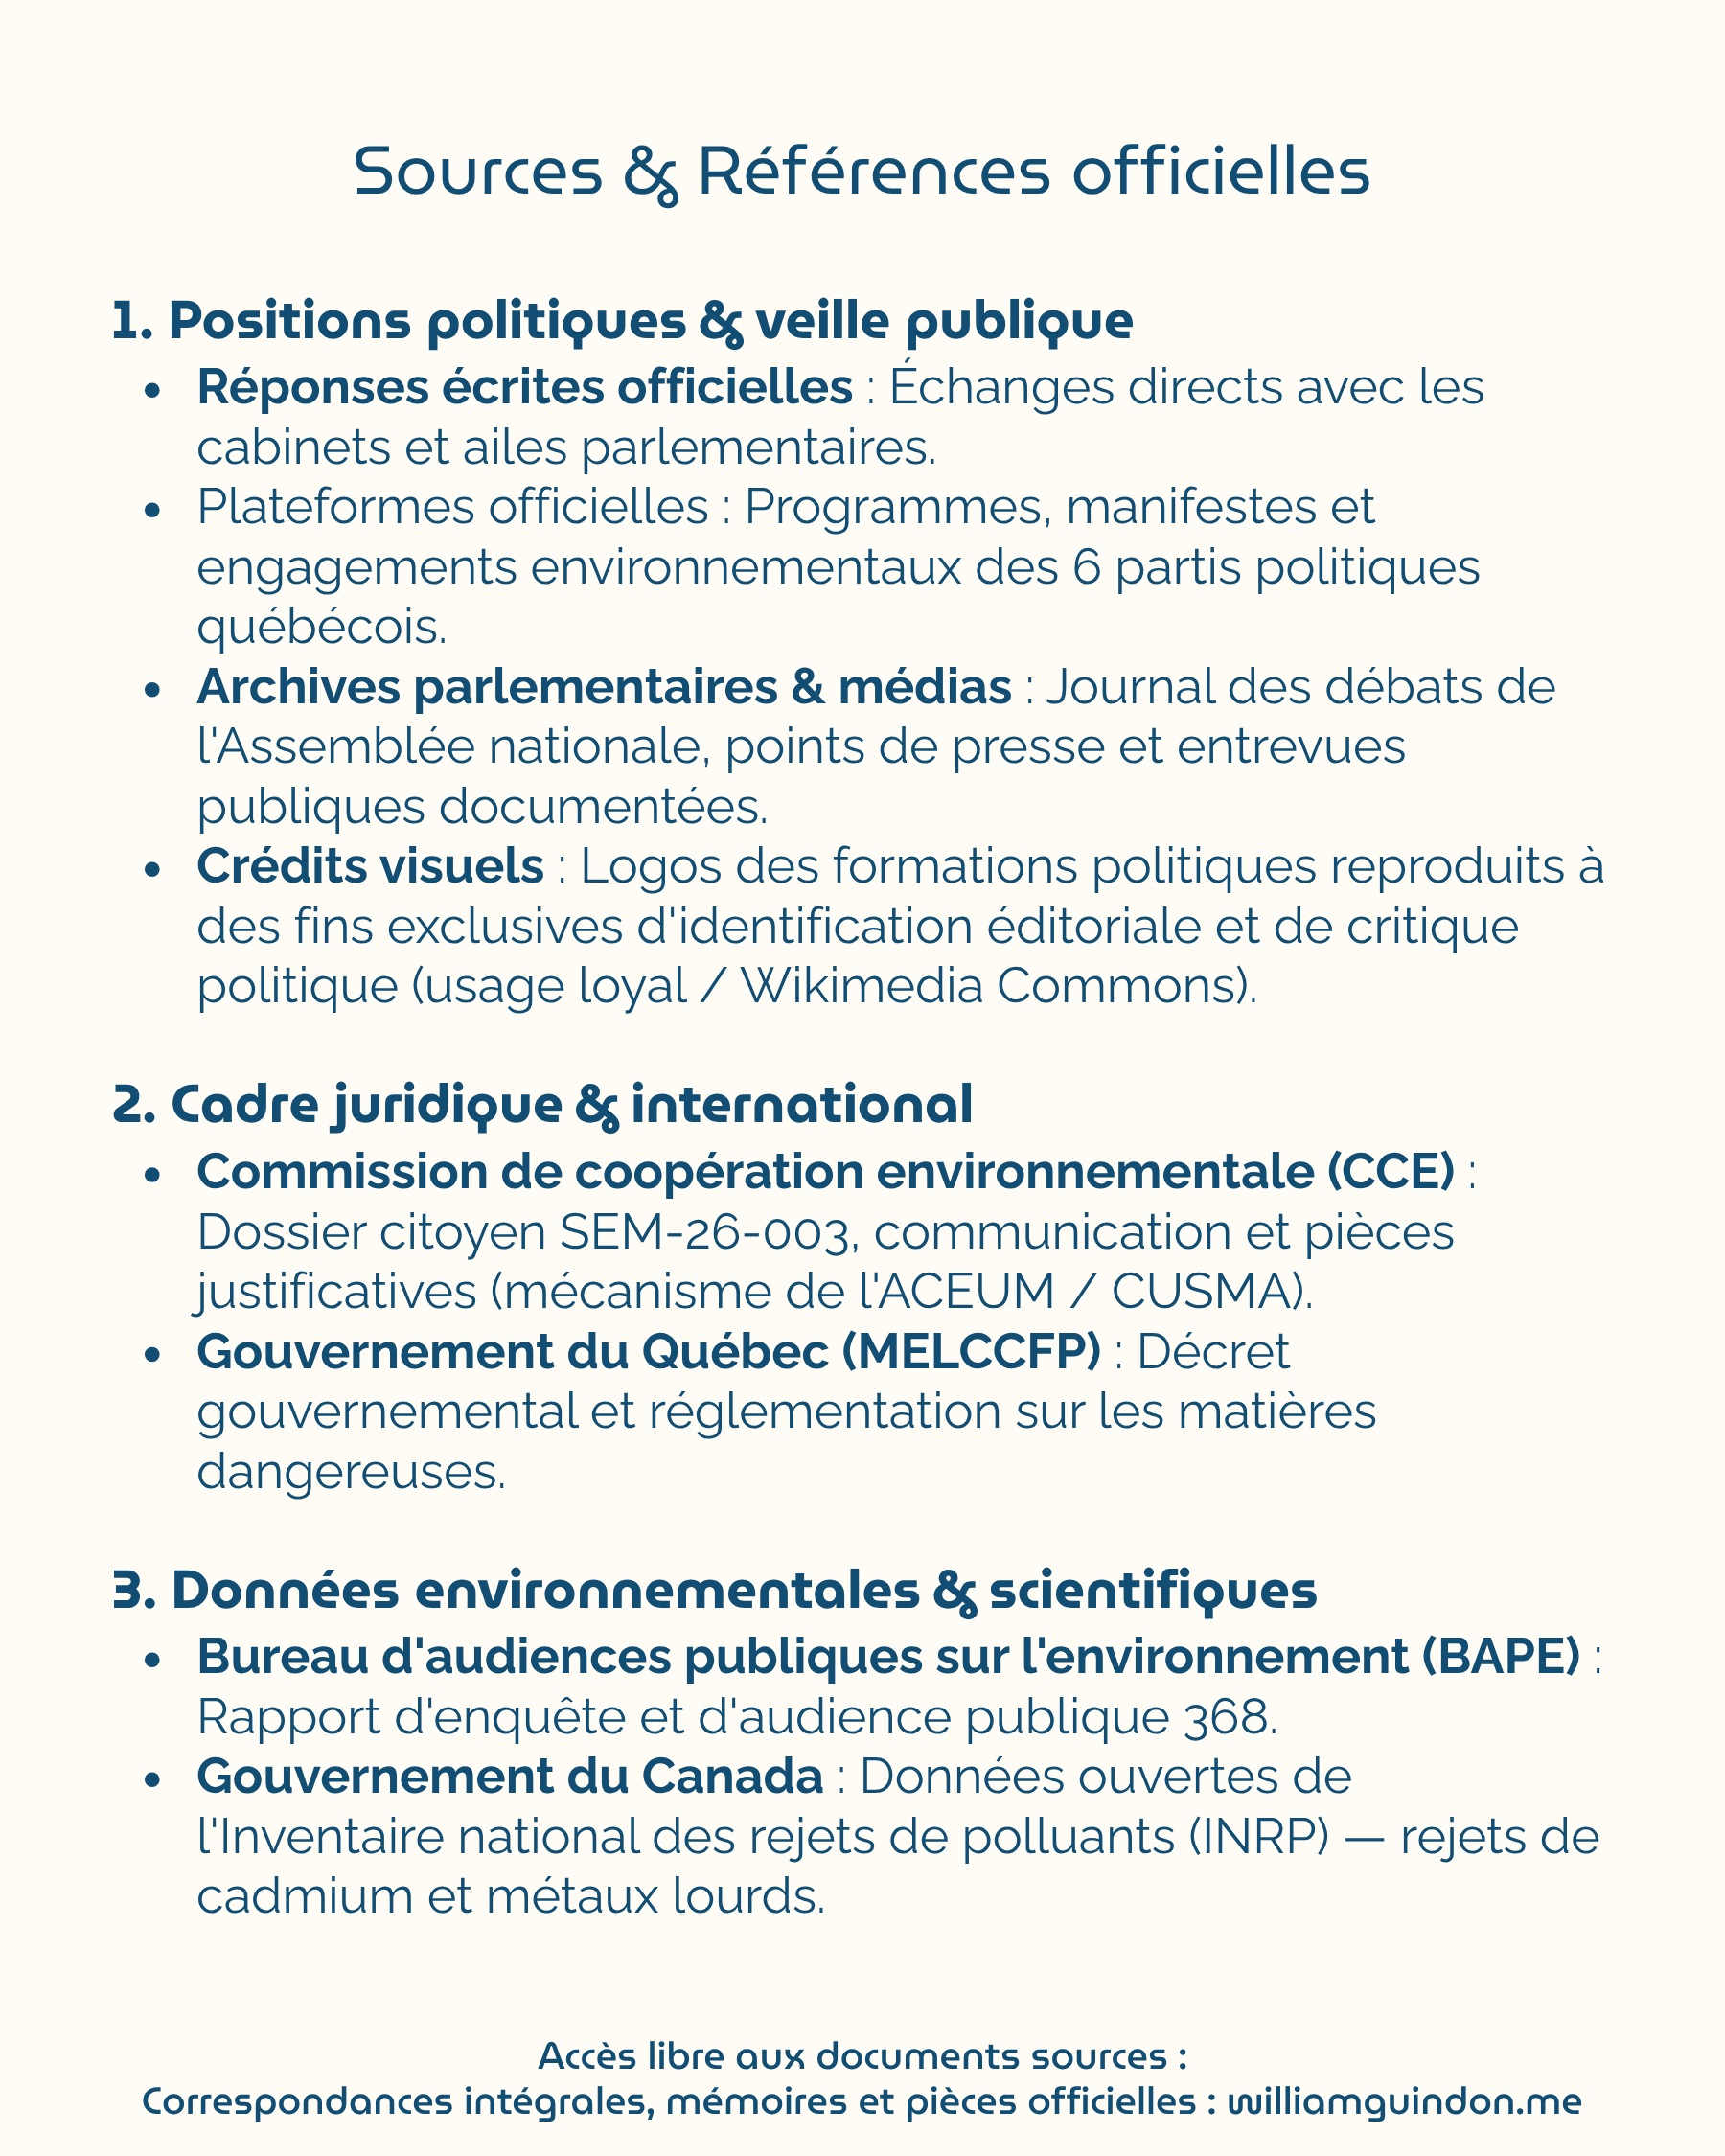 Sources & Références officielles
1. Positions politiques & veille publique
• Réponses écrites officielles : Échanges directs avec les
cabinets et ailes parlementaires.
• Plateformes officielles : Programmes, manifestes et
engagements environnementaux des 6 partis politiques
québécois.
• Archives parlementaires & médias : Journal des débats de
l'Assemblée nationale, points de presse et entrevues
publiques documentées.
• Crédits visuels : Logos des formations politiques reproduits à
des fins exclusives d'identification éditoriale et de critique
politique (usage loyal / Wikimedia Commons).
2. Cadre juridique & international
• Commission de coopération environnementale (CCE) :
Dossier citoyen SEM-26-003, communication et pièces
justificatives (mécanisme de l'ACEUM / CUSMA).
• Gouvernement du Québec (MELCCFP) : Décret
gouvernemental et réglementation sur les matières
dangereuses.
3. Données environnementales & scientifiques
• Bureau d'audiences publiques sur l'environnement (BAPE) :
Rapport d'enquête et d'audience publique 368.
• Gouvernement du Canada : Données ouvertes de
l'Inventaire national des rejets de polluants (INRP) — rejets de
cadmium et métaux lourds.
Accès libre aux documents sources :
Correspondances intégrales, mémoires et pièces officielles : williamguindon.me